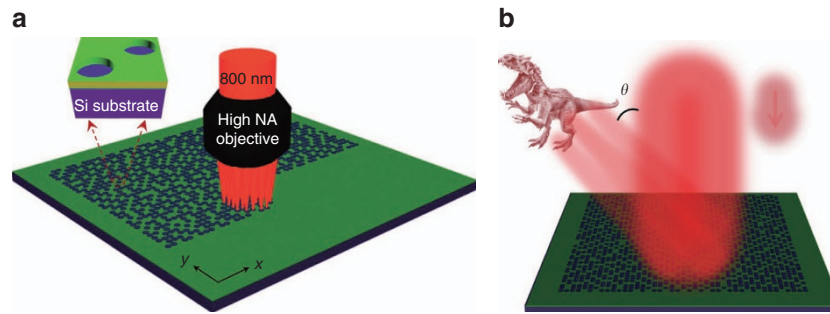 a
b
800 nm
Si substrate
High NA
objective
θ
y
x